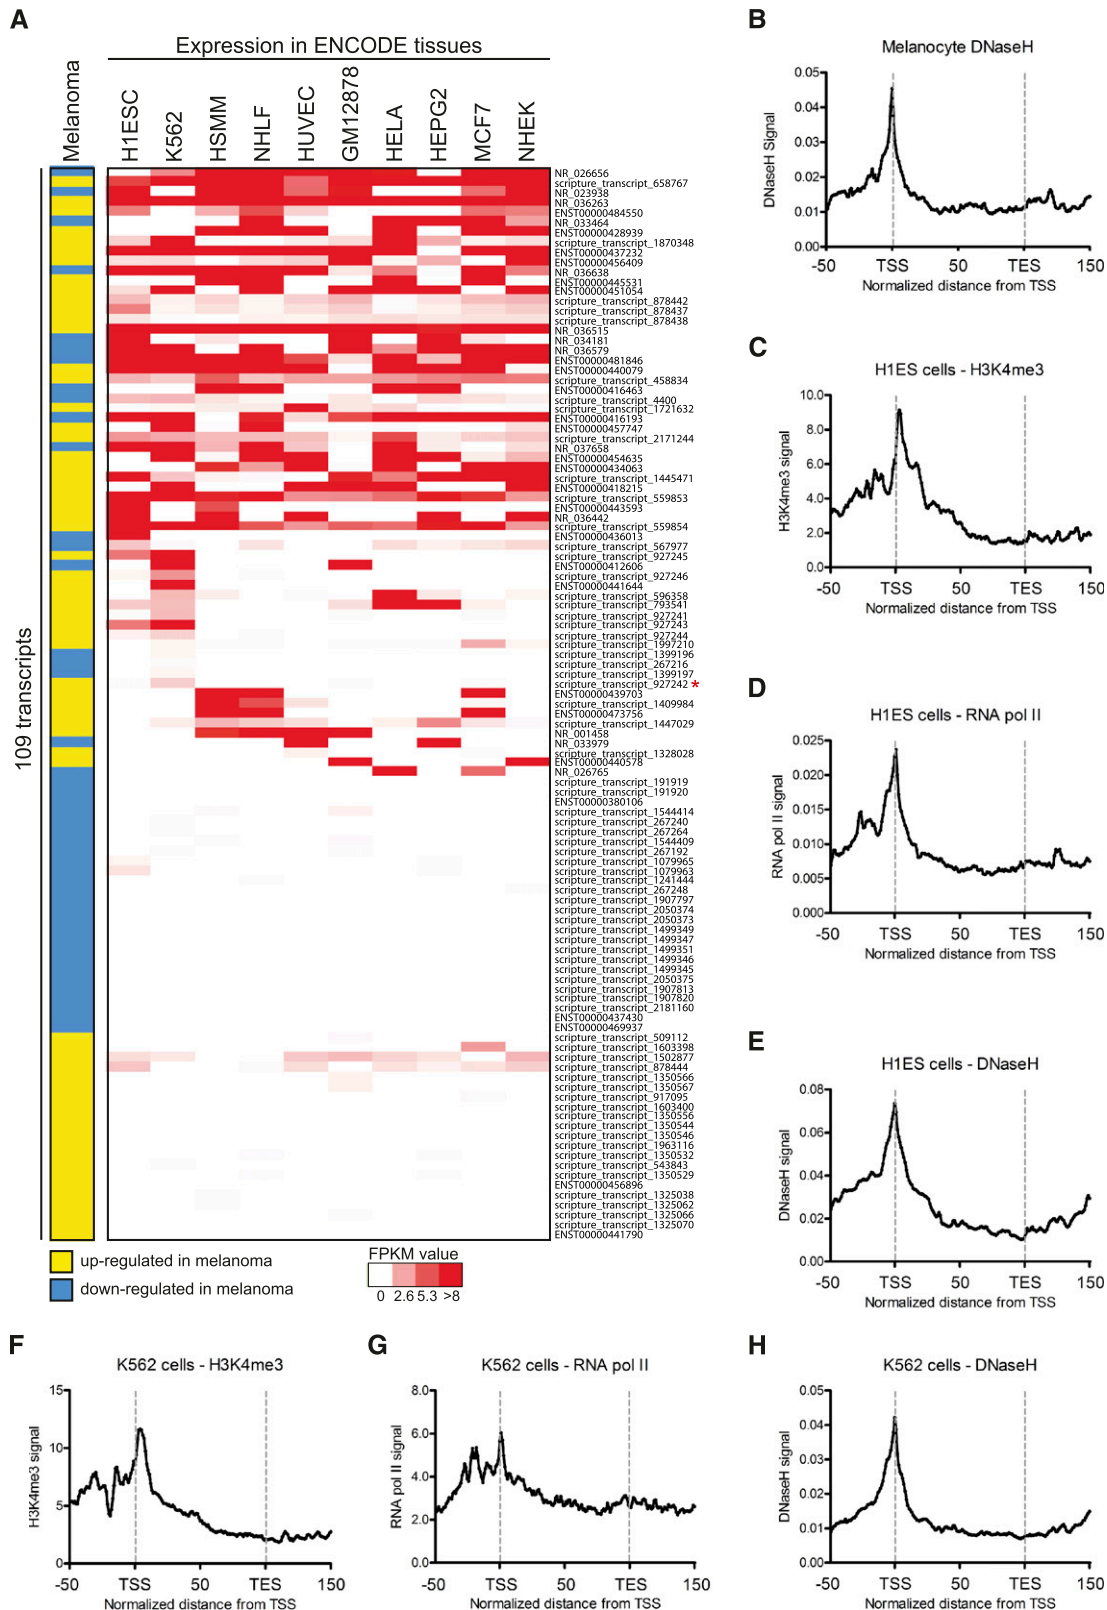 A
Expression in ENCODE tissues
Melanoma
H1ESC
K562
HSMM
NHLF
HUVEC
GM12878
HELA
HEPG2
MCF7
NHEK
109 transcripts
NR_026656
scripture_transcript_658767
NR_023938
NR_036263
ENST00000484550
NR_033464
ENST00000428939
scripture_transcript_1870348
ENST00000437232
ENST00000456409
NR_036638
ENST00000445531
ENST00000451054
scripture_transcript_878442
scripture_transcript_878437
scripture_transcript_878438
NR_036515
NR_034181
NR_036579
ENST00000481846
ENST00000440079
scripture_transcript_458834
ENST00000416463
scripture_transcript_4400
scripture_transcript_1721632
ENST00000416193
ENST00000457747
scripture_transcript_2171244
NR_037658
ENST00000454635
ENST00000434063
scripture_transcript_1445471
ENST00000418215
scripture_transcript_559853
ENST00000443593
NR_036442
scripture_transcript_559854
ENST00000436013
scripture_transcript_567977
scripture_transcript_927245
ENST00000412606
scripture_transcript_927246
ENST00000441644
scripture_transcript_596358
scripture_transcript_793541
scripture_transcript_927241
scripture_transcript_927243
scripture_transcript_927244
scripture_transcript_1997210
scripture_transcript_1399196
scripture_transcript_267216
scripture_transcript_1399197
scripture_transcript_927242 *
ENST00000439703
scripture_transcript_1409984
ENST00000473756
scripture_transcript_1447029
NR_001458
NR_033979
scripture_transcript_1328028
ENST00000440578
NR_026765
scripture_transcript_191919
scripture_transcript_191920
ENST00000380106
scripture_transcript_1544414
scripture_transcript_267240
scripture_transcript_267264
scripture_transcript_1544409
scripture_transcript_267192
scripture_transcript_1079965
scripture_transcript_1079963
scripture_transcript_1241444
scripture_transcript_267248
scripture_transcript_1907797
scripture_transcript_2050374
scripture_transcript_2050373
scripture_transcript_1499349
scripture_transcript_1499347
scripture_transcript_1499351
scripture_transcript_1499346
scripture_transcript_1499345
scripture_transcript_2050375
scripture_transcript_1907813
scripture_transcript_1907820
scripture_transcript_2181160
ENST00000437430
ENST00000469937
scripture_transcript_509112
scripture_transcript_1603398
scripture_transcript_1502877
scripture_transcript_878444
scripture_transcript_1350566
scripture_transcript_1350567
scripture_transcript_917095
scripture_transcript_1603400
scripture_transcript_1350556
scripture_transcript_1350544
scripture_transcript_1350546
scripture_transcript_1963116
scripture_transcript_1350532
scripture_transcript_543843
scripture_transcript_1350529
ENST00000456896
scripture_transcript_1325038
scripture_transcript_1325062
scripture_transcript_1325066
scripture_transcript_1325070
ENST00000441790
up-regulated in melanoma
down-regulated in melanoma
FPKM value
0 2.6 5.3 >8
B
Melanocyte DNaseH
DNaseH Signal
0.05
0.04
0.03
0.02
0.01
0.00
-50 TSS 50 TES 150
Normalized distance from TSS
C
H1ES cells - H3K4me3
H3K4me3 signal
10.0
8.0
6.0
4.0
2.0
0.0
-50 TSS 50 TES 150
Normalized distance from TSS
D
H1ES cells - RNA pol II
RNA pol II signal
0.025
0.020
0.015
0.010
0.005
0.000
-50 TSS 50 TES 150
Normalized distance from TSS
E
H1ES cells - DNaseH
DNaseH signal
0.08
0.06
0.04
0.02
0.00
-50 TSS 50 TES 150
Normalized distance from TSS
F
K562 cells - H3K4me3
H3K4me3 signal
15
10
5
0
-50 TSS 50 TES 150
Normalized distance from TSS
G
K562 cells - RNA pol II
RNA pol II signal
8.0
6.0
4.0
2.0
0.0
-50 TSS 50 TES 150
Normalized distance from TSS
H
K562 cells - DNaseH
DNaseH signal
0.05
0.04
0.03
0.02
0.01
0.00
-50 TSS 50 TES 150
Normalized distance from TSS